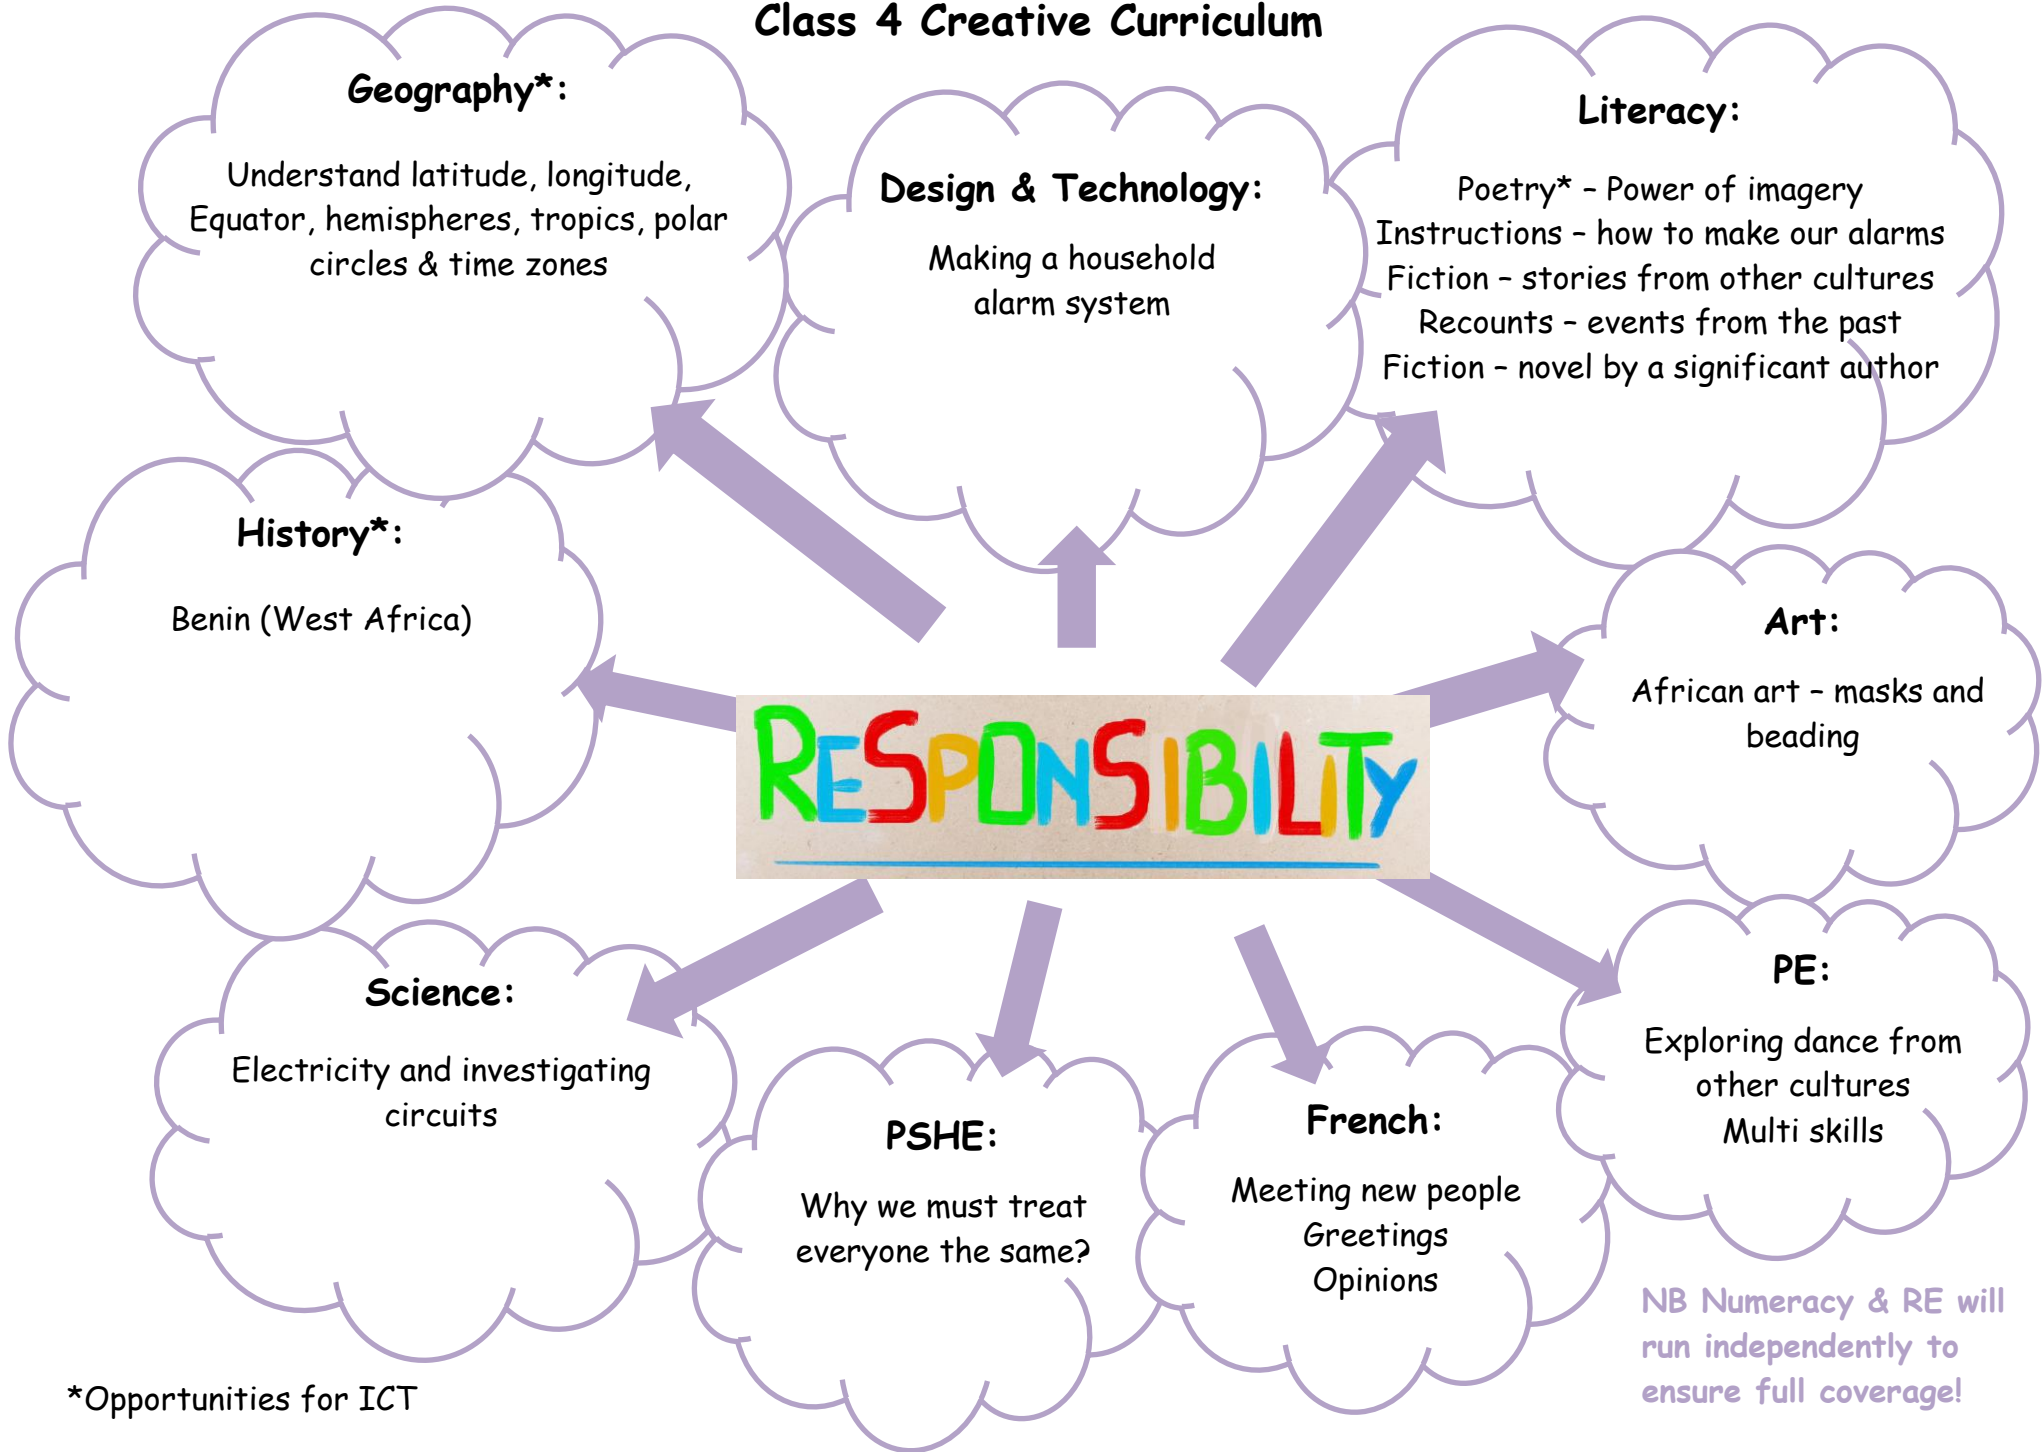 Class 4 Creative Curriculum
Geography*:
Understand latitude, longitude,
Equator, hemispheres, tropics, polar
circles & time zones
Design & Technology:
Making a household
alarm system
Literacy:
Poetry* – Power of imagery
Instructions – how to make our alarms
Fiction – stories from other cultures
Recounts – events from the past
Fiction – novel by a significant author
History*:
Benin (West Africa)
Art:
African art – masks and
beading
RESPONSIBILITY
Science:
Electricity and investigating
circuits
PSHE:
Why we must treat
everyone the same?
French:
Meeting new people
Greetings
Opinions
PE:
Exploring dance from
other cultures
Multi skills
*Opportunities for ICT
NB Numeracy & RE will
run independently to
ensure full coverage!